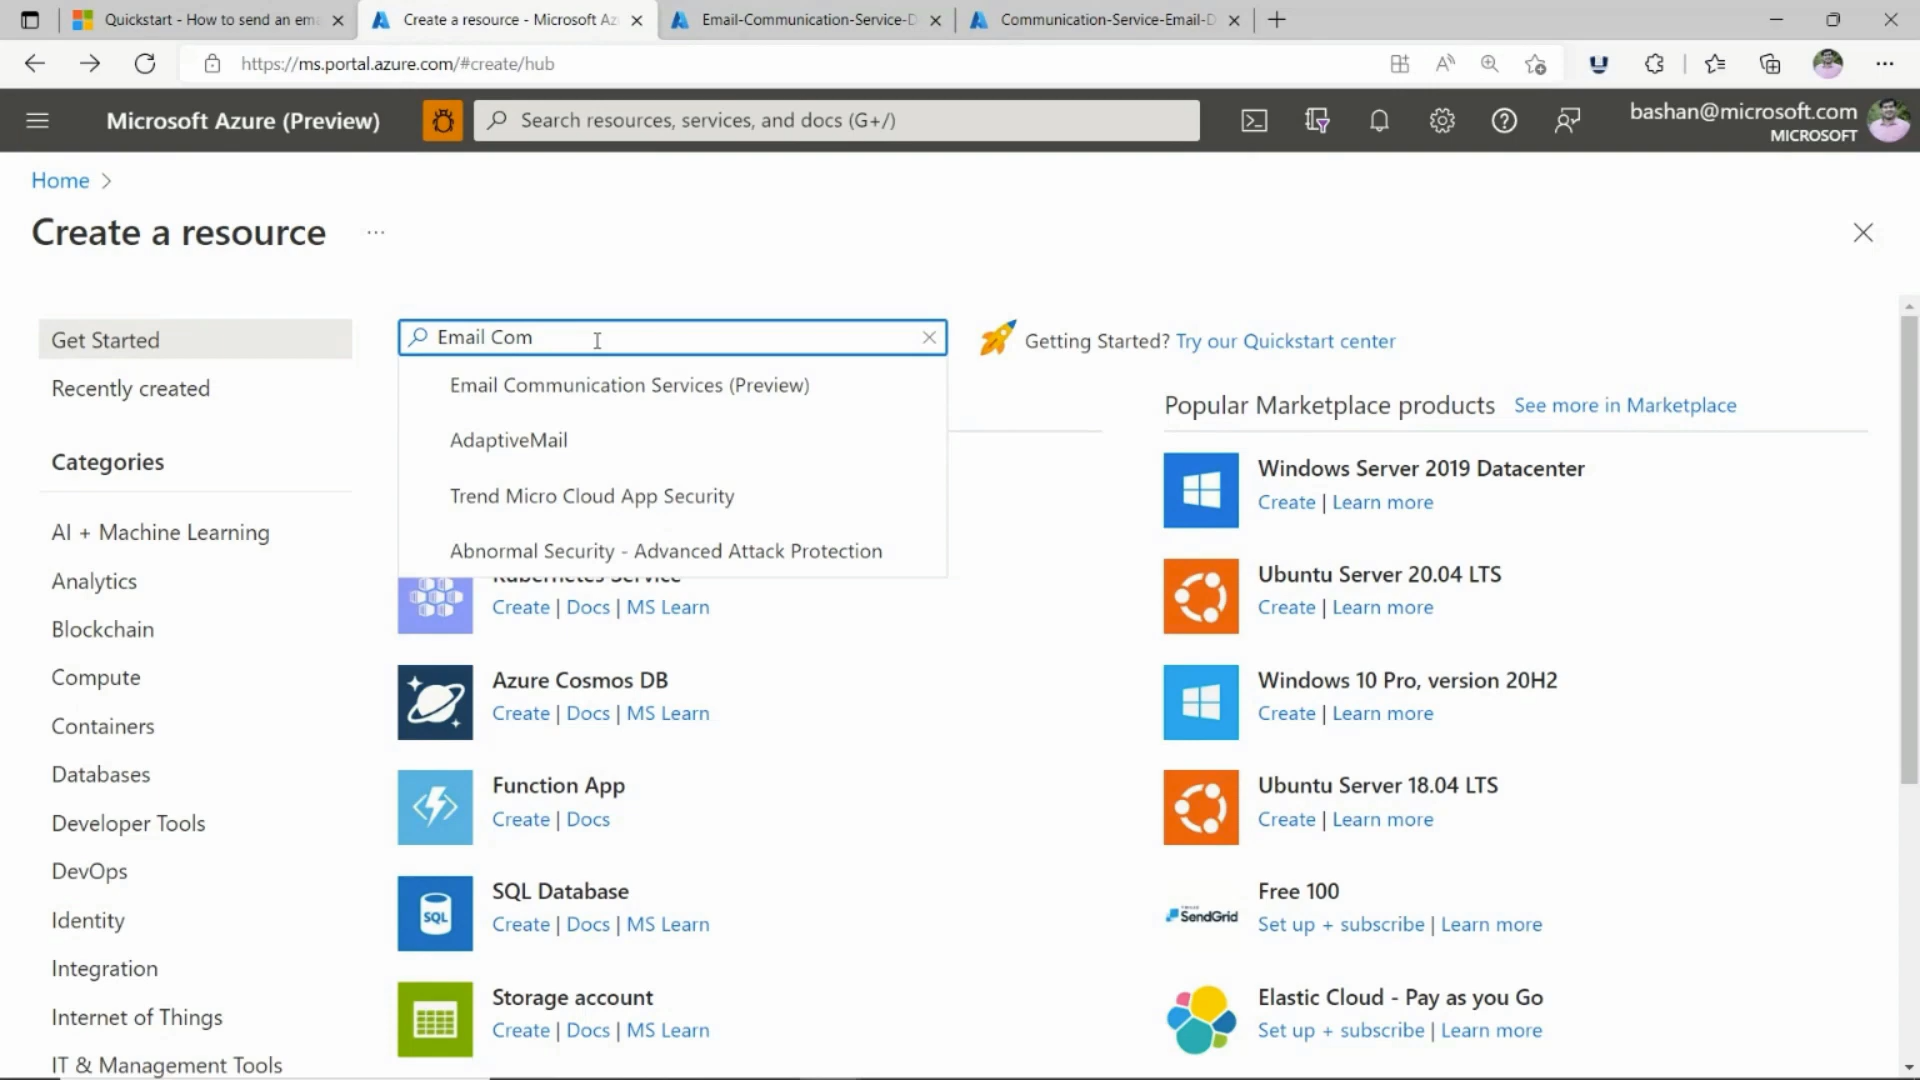 Quickstart - How to send an em
Create a resource - Microsoft Az
Email-Communication-Service-D
Communication-Service-Email-D
https://ms.portal.azure.com/#create/hub
Microsoft Azure (Preview)
Search resources, services, and docs (G+/)
bashan@microsoft.com
MICROSOFT
Home
Create a resource
Get Started
Recently created
Categories
AI + Machine Learning
Analytics
Blockchain
Compute
Containers
Databases
Developer Tools
DevOps
Identity
Integration
Internet of Things
IT & Management Tools
Email Com
Email Communication Services (Preview)
AdaptiveMail
Trend Micro Cloud App Security
Abnormal Security - Advanced Attack Protection
Kubernetes Service
Create | Docs | MS Learn
Azure Cosmos DB
Create | Docs | MS Learn
Function App
Create | Docs
SQL
SQL Database
Create | Docs | MS Learn
Storage account
Create | Docs | MS Learn
Getting Started? Try our Quickstart center
Popular Marketplace products See more in Marketplace
Windows Server 2019 Datacenter
Create | Learn more
Ubuntu Server 20.04 LTS
Create | Learn more
Windows 10 Pro, version 20H2
Create | Learn more
Ubuntu Server 18.04 LTS
Create | Learn more
SendGrid
Free 100
Set up + subscribe | Learn more
Elastic Cloud - Pay as you Go
Set up + subscribe | Learn more